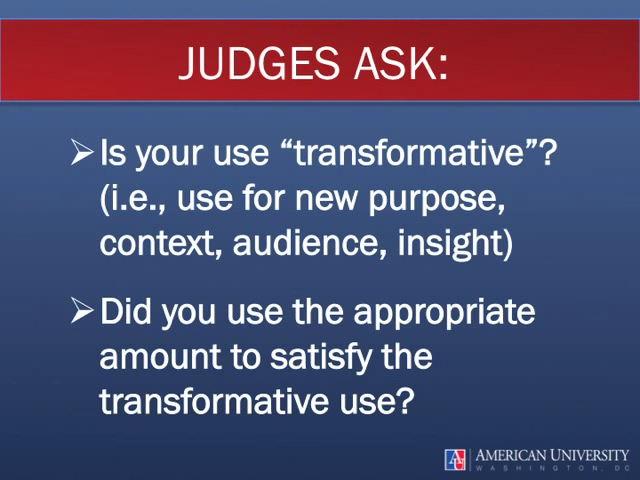 JUDGES ASK:
➢Is your use “transformative”?
(i.e., use for new purpose,
context, audience, insight)
➢Did you use the appropriate
amount to satisfy the
transformative use?
AU AMERICAN UNIVERSITY
WASHINGTON, DC